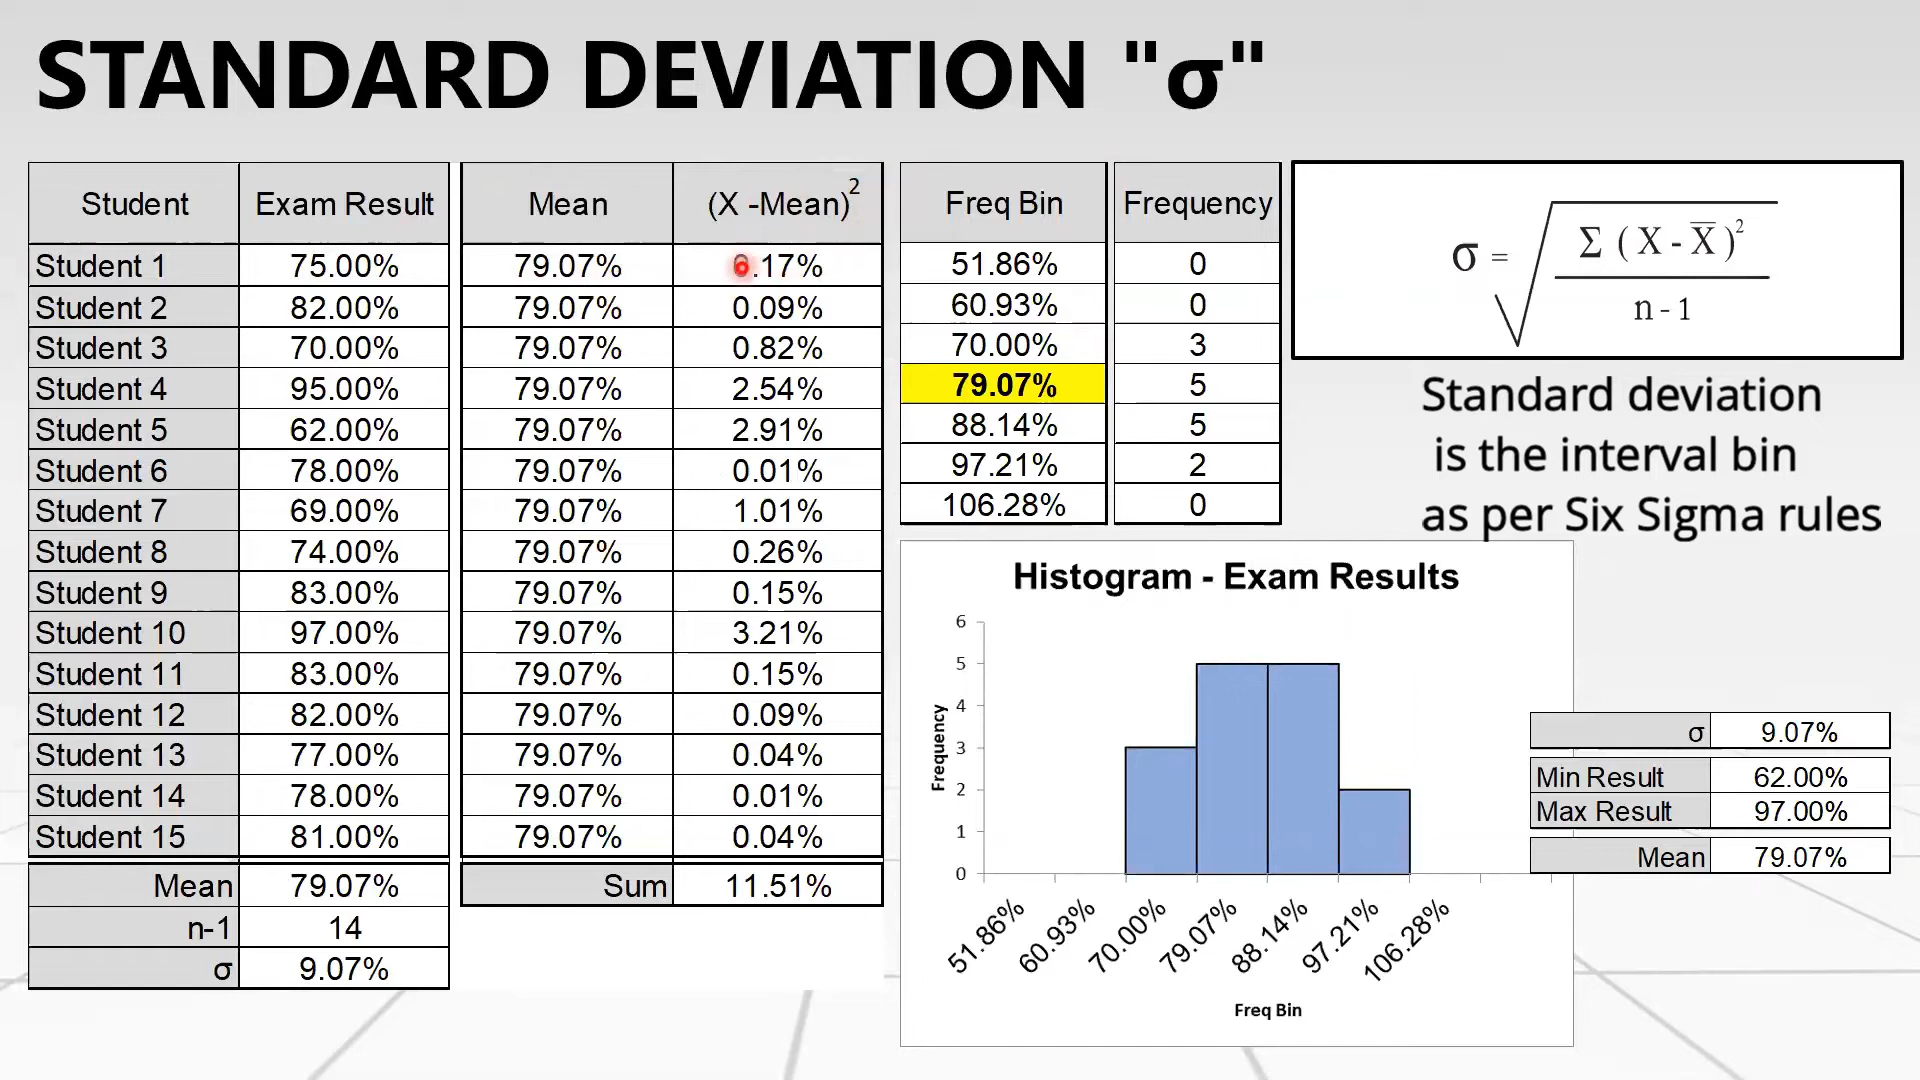 STANDARD DEVIATION "σ"
Student Exam Result Mean (X -Mean)²
Student 1 75.00% 79.07% 0.17%
Student 2 82.00% 79.07% 0.09%
Student 3 70.00% 79.07% 0.82%
Student 4 95.00% 79.07% 2.54%
Student 5 62.00% 79.07% 2.91%
Student 6 78.00% 79.07% 0.01%
Student 7 69.00% 79.07% 1.01%
Student 8 74.00% 79.07% 0.26%
Student 9 83.00% 79.07% 0.15%
Student 10 97.00% 79.07% 3.21%
Student 11 83.00% 79.07% 0.15%
Student 12 82.00% 79.07% 0.09%
Student 13 77.00% 79.07% 0.04%
Student 14 78.00% 79.07% 0.01%
Student 15 81.00% 79.07% 0.04%
Mean 79.07% Sum 11.51%
n-1 14
σ 9.07%
Freq Bin Frequency
51.86% 0
60.93% 0
70.00% 3
79.07% 5
88.14% 5
97.21% 2
106.28% 0
σ = √ Σ ( X - X̅ )²
n - 1
Standard deviation
is the interval bin
as per Six Sigma rules
Histogram - Exam Results
Frequency
6
5
4
3
2
1
0
51.86% 60.93% 70.00% 79.07% 88.14% 97.21% 106.28%
Freq Bin
σ 9.07%
Min Result 62.00%
Max Result 97.00%
Mean 79.07%